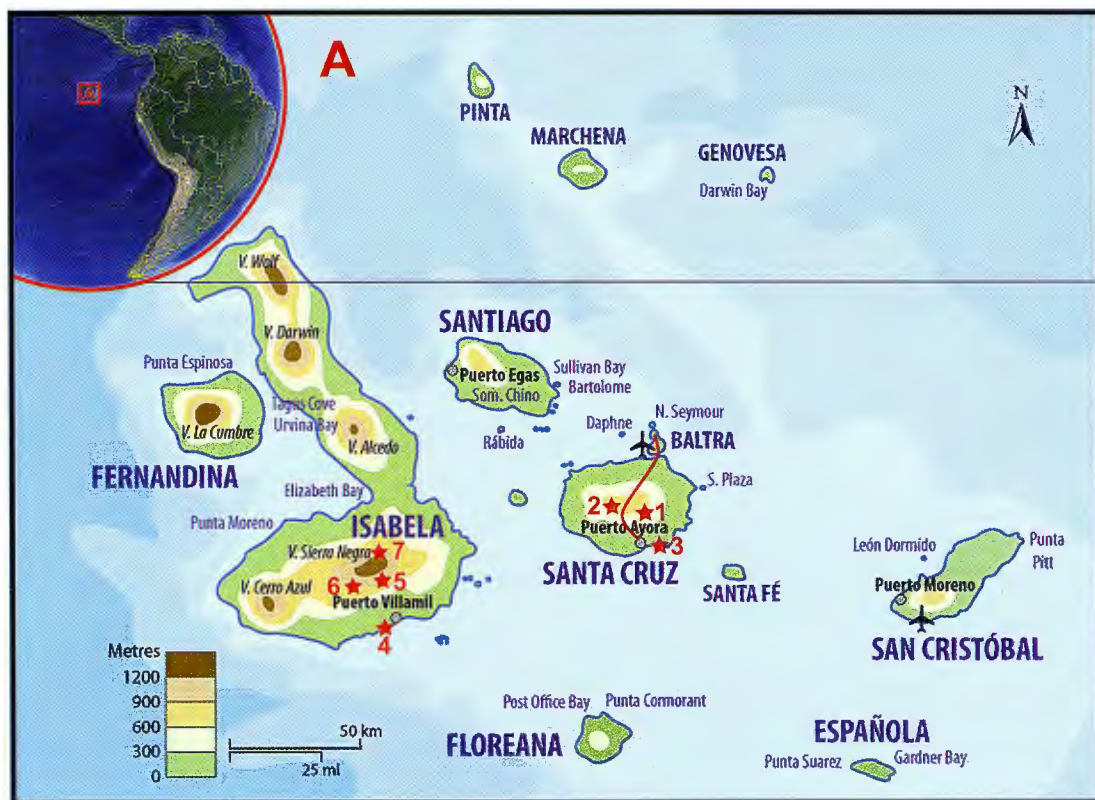 A
N
PINTA
MARCHENA
GENOVESA
Darwin Bay
V. Wolf
V. Darwin
SANTIAGO
Punta Espinosa
Puerto Egas
Sullivan Bay
Som. Chino
Bartolome
Tagus Cove
Urvina Bay
V. La Cumbre
V. Alcedo
Rábida
Daphne
N. Seymour
BALTRA
FERNANDINA
Elizabeth Bay
S. Plaza
2
1
Punta Moreno
ISABELA
Puerto Ayora
3
V. Sierra Negra
7
SANTA CRUZ
León Dormido
Punta
Pitt
V. Cerro Azul
6
5
Puerto Villamil
SANTA FÉ
Puerto Moreno
4
SAN CRISTÓBAL
Metres
1200
900
600
300
0
50 km
25 ml
Post Office Bay
Punta Cormorant
FLOREANA
ESPAÑOLA
Punta Suarez
Gardner Bay